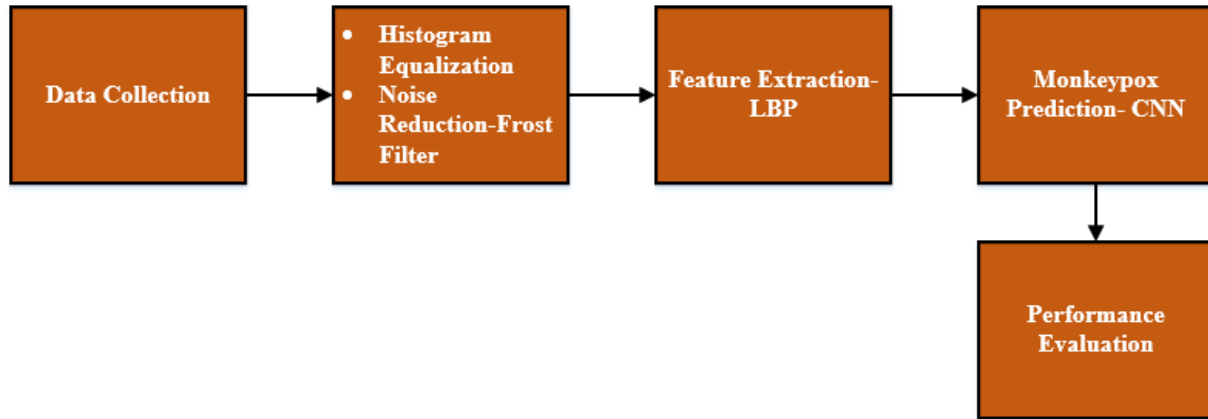 Data Collection
• Histogram
Equalization
• Noise
Reduction-Frost
Filter
Feature Extraction-
LBP
Monkeypox
Prediction- CNN
Performance
Evaluation